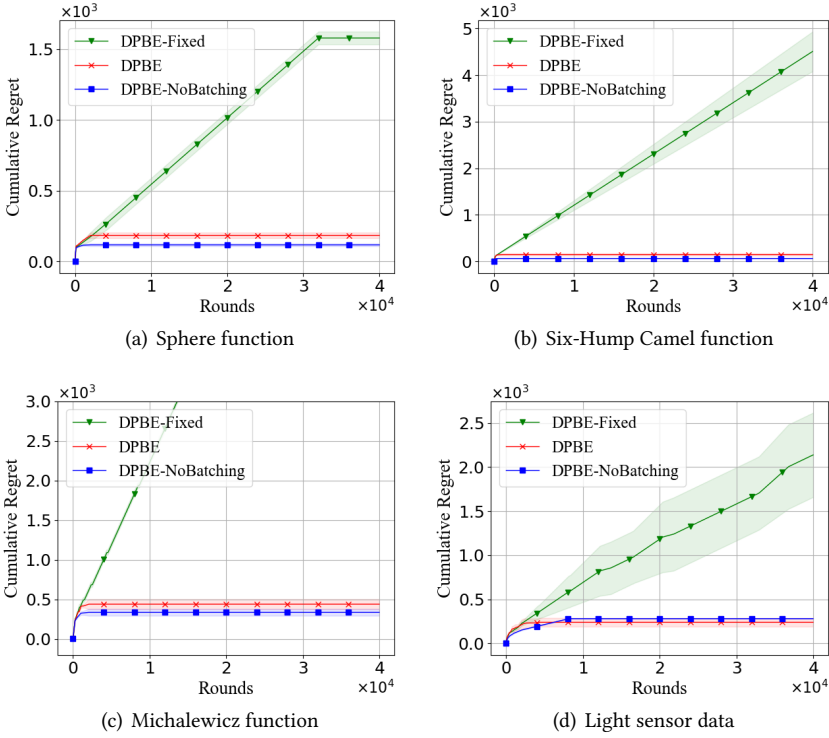 ×10³
Cumulative Regret
1.5
1.0
0.5
0.0
DPBE-Fixed
DPBE
DPBE-NoBatching
0 1 2 3 4
Rounds
×10⁴
(a) Sphere function
×10³
Cumulative Regret
5
4
3
2
1
0
DPBE-Fixed
DPBE
DPBE-NoBatching
0 1 2 3 4
Rounds
×10⁴
(b) Six-Hump Camel function
×10³
Cumulative Regret
3.0
2.5
2.0
1.5
1.0
0.5
0.0
DPBE-Fixed
DPBE
DPBE-NoBatching
0 1 2 3 4
Rounds
×10⁴
(c) Michalewicz function
×10³
Cumulative Regret
2.5
2.0
1.5
1.0
0.5
0.0
DPBE-Fixed
DPBE
DPBE-NoBatching
0 1 2 3 4
Rounds
×10⁴
(d) Light sensor data